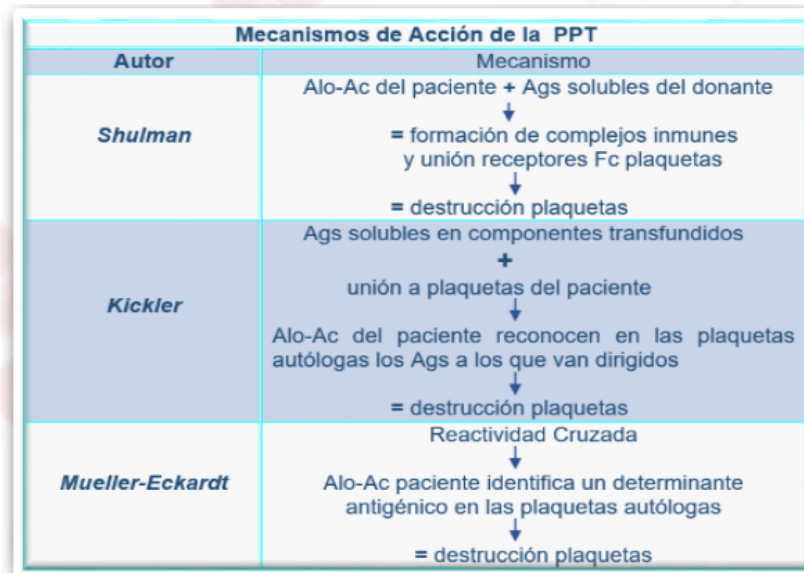 Mecanismos de Acción de la PPT
Autor
Mecanismo
Shulman
Alo-Ac del paciente + Ags solubles del donante
= formación de complejos inmunes
y unión receptores Fc plaquetas
= destrucción plaquetas
Kickler
Ags solubles en componentes transfundidos
+
unión a plaquetas del paciente
Alo-Ac del paciente reconocen en las plaquetas
autólogas los Ags a los que van dirigidos
= destrucción plaquetas
Mueller-Eckardt
Reactividad Cruzada
Alo-Ac paciente identifica un determinante
antigénico en las plaquetas autólogas
= destrucción plaquetas